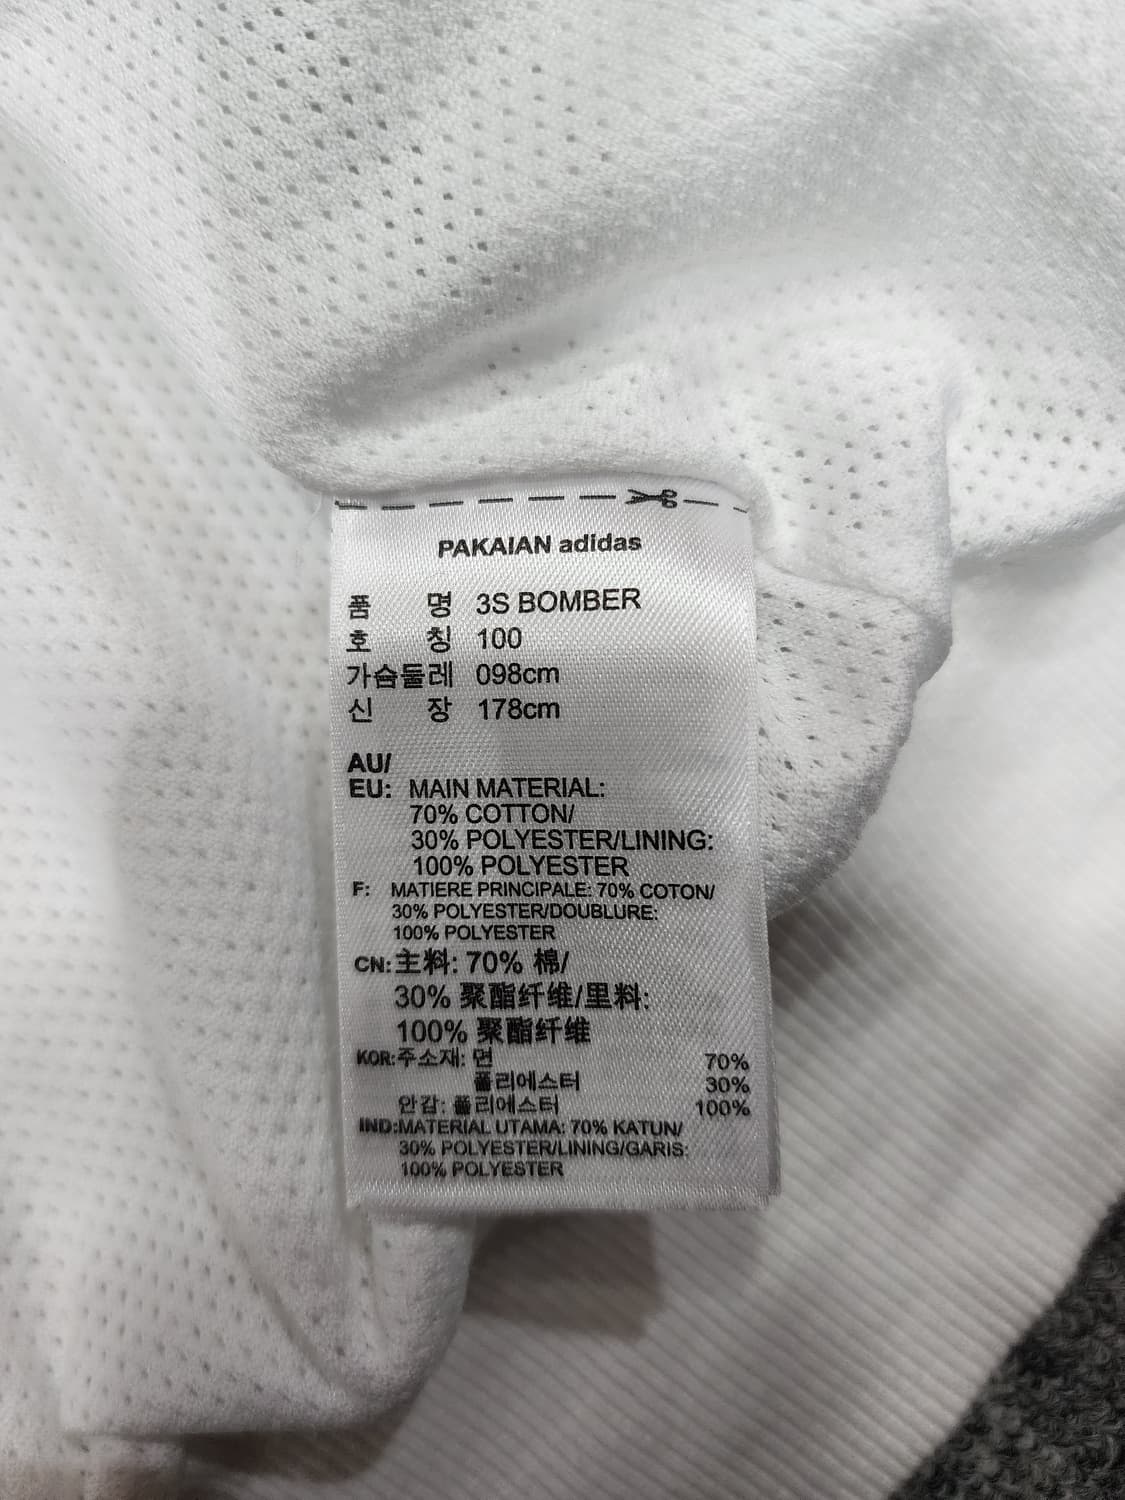 PAKAIAN adidas
품 명 3S BOMBER
호 칭 100
가슴둘레 098cm
신 장 178cm
AU/
EU: MAIN MATERIAL:
70% COTTON/
30% POLYESTER/LINING:
100% POLYESTER
F: MATIERE PRINCIPALE: 70% COTON/
30% POLYESTER/DOUBLURE:
100% POLYESTER
CN:主料: 70% 棉/
30% 聚酯纤维/里料:
100% 聚酯纤维
KOR:주소재: 면 70%
폴리에스터 30%
안감: 폴리에스터 100%
IND:MATERIAL UTAMA: 70% KATUN/
30% POLYESTER/LINING/GARIS:
100% POLYESTER